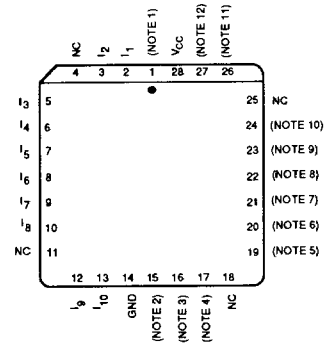 NC I2 I1 (NOTE 1) VCC (NOTE 12) (NOTE 11)
4 3 2 1 28 27 26
I3 5 25 NC
I4 6 24 (NOTE 10)
I5 7 23 (NOTE 9)
I6 8 22 (NOTE 8)
I7 9 21 (NOTE 7)
I8 10 20 (NOTE 6)
NC 11 19 (NOTE 5)
12 13 14 15 16 17 18
I9 I10 GND (NOTE 2) (NOTE 3) (NOTE 4) NC